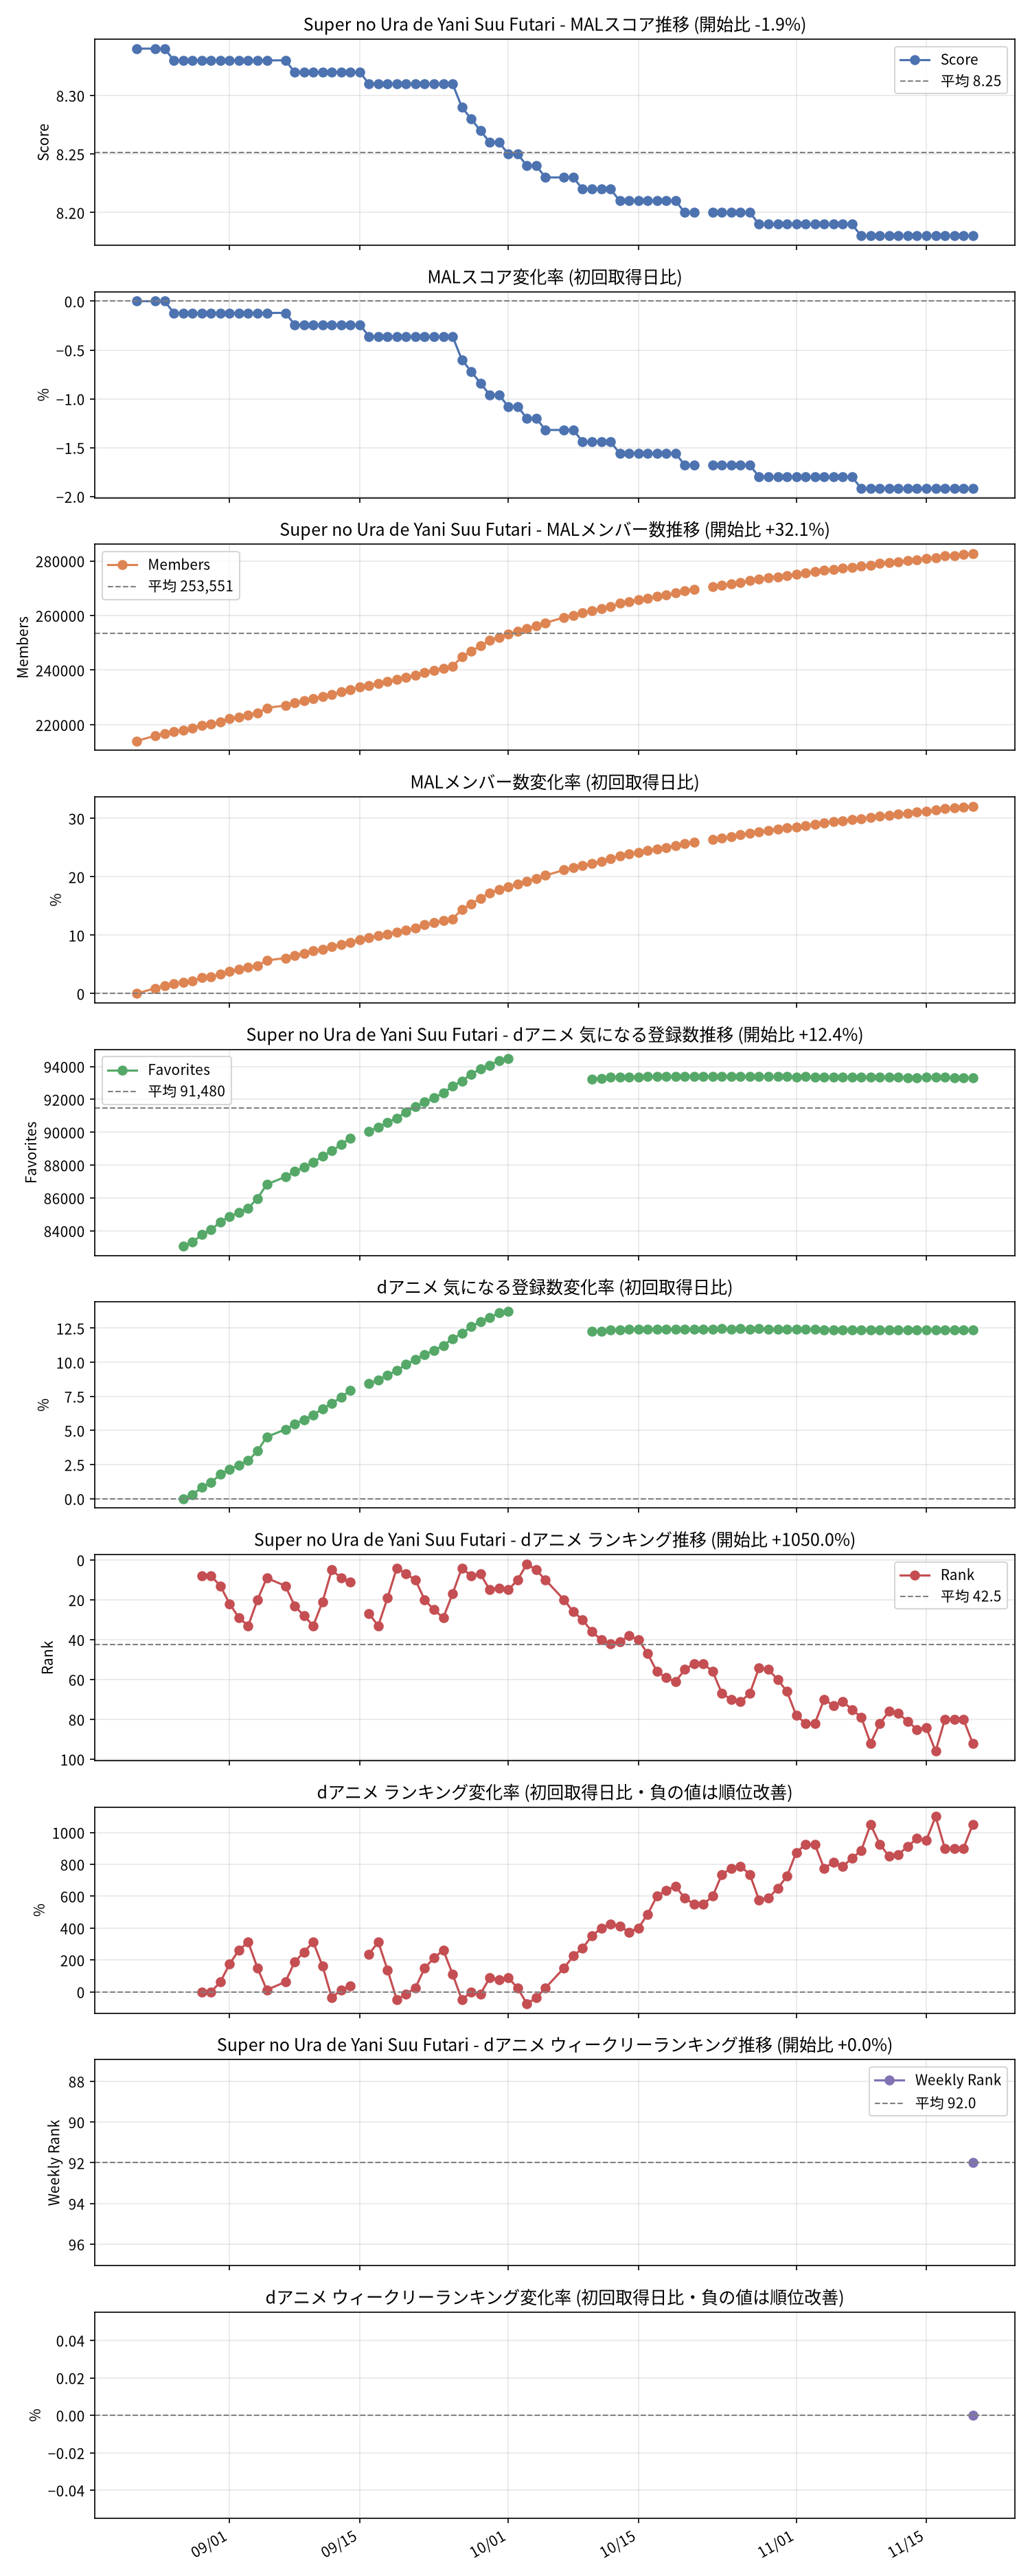 Super no Ura de Yani Suu Futari - MALスコア推移 (開始比 -1.9%)
Score
平均 8.25
8.30
8.25
8.20
Score
MALスコア変化率 (初回取得日比)
0.0
−0.5
−1.0
−1.5
−2.0
%
Super no Ura de Yani Suu Futari - MALメンバー数推移 (開始比 +32.1%)
Members
平均 253,551
280000
260000
240000
220000
Members
MALメンバー数変化率 (初回取得日比)
30
20
10
0
%
Super no Ura de Yani Suu Futari - dアニメ 気になる登録数推移 (開始比 +12.4%)
Favorites
平均 91,480
94000
92000
90000
88000
86000
84000
Favorites
dアニメ 気になる登録数変化率 (初回取得日比)
12.5
10.0
7.5
5.0
2.5
0.0
%
Super no Ura de Yani Suu Futari - dアニメ ランキング推移 (開始比 +1050.0%)
Rank
平均 42.5
0
20
40
60
80
100
Rank
dアニメ ランキング変化率 (初回取得日比・負の値は順位改善)
1000
800
600
400
200
0
%
Super no Ura de Yani Suu Futari - dアニメ ウィークリーランキング推移 (開始比 +0.0%)
Weekly Rank
平均 92.0
88
90
92
94
96
Weekly Rank
dアニメ ウィークリーランキング変化率 (初回取得日比・負の値は順位改善)
0.04
0.02
0.00
−0.02
−0.04
%
09/01
09/15
10/01
10/15
11/01
11/15